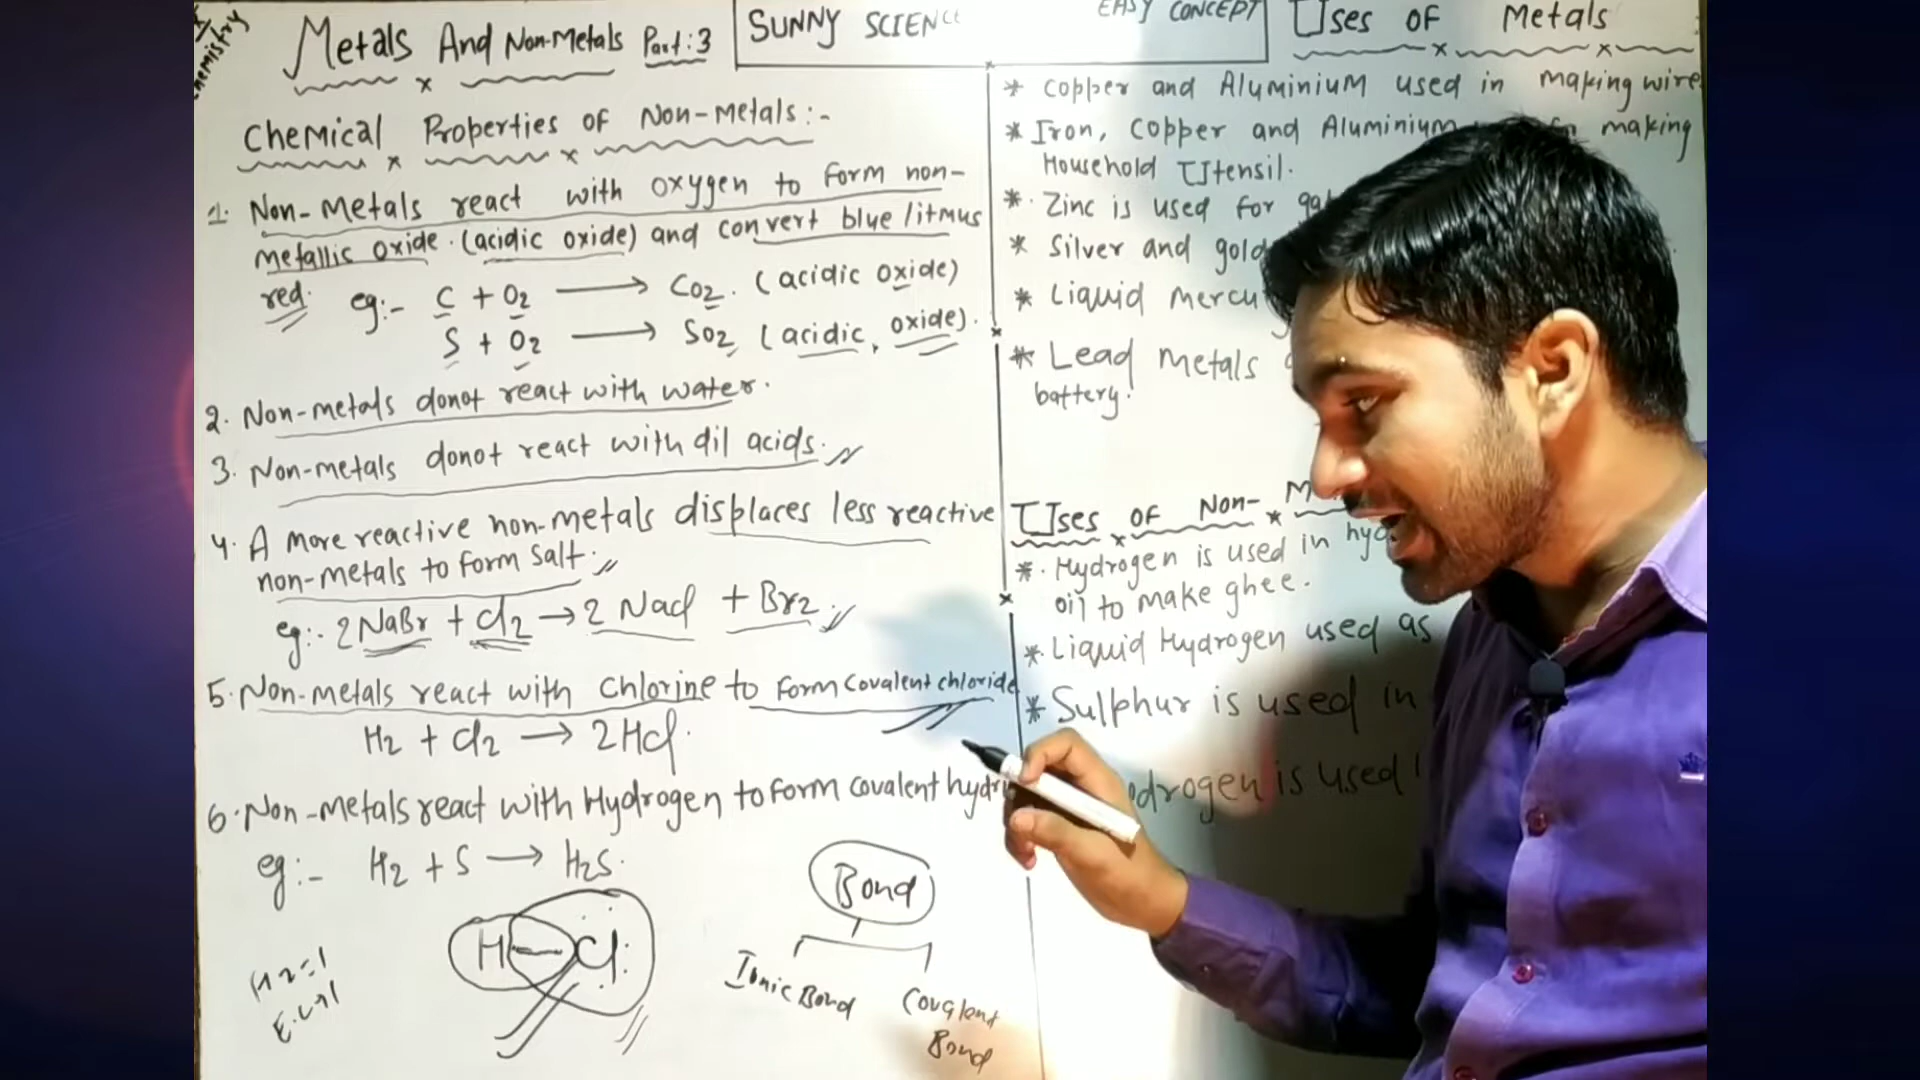 chemistry
Metals And Non-Metals Part:3
SUNNY SCIENC
EASY CONCEPT
Chemical Properties of Non-Metals:-
1. Non-Metals react with oxygen to form non-
metallic oxide. (acidic oxide) and convert blue litmus
red.
eg:- C + O2 → CO2. (acidic oxide)
S + O2 → SO2 (acidic, oxide).
2. Non-metals donot react with water.
3. Non-metals donot react with dil acids.
4. A more reactive non-metals displaces less reactive
non-metals to form salt.
eg:- 2NaBr + Cl2 → 2 Nacl + Br2.
5. Non-Metals react with chlorine to form covalent chloride
H2 + Cl2 → 2Hcl.
6. Non-Metals react with Hydrogen to form covalent hydri
eg:- H2 + S → H2S.
H—Cl
Bond
Ionic Bond
Covalent
Bond
Uses of Metals
* Copper and Aluminium used in making wire
* Iron, Copper and Aluminium making
Household Utensil.
* Zinc is used for ga
* Silver and gold
* Liquid mercu
* Lead Metals
battery.
Uses of Non-M
* Hydrogen is used in hyd
oil to make ghee.
* Liquid Hydrogen used as
* Sulphur is used in
drogen is used